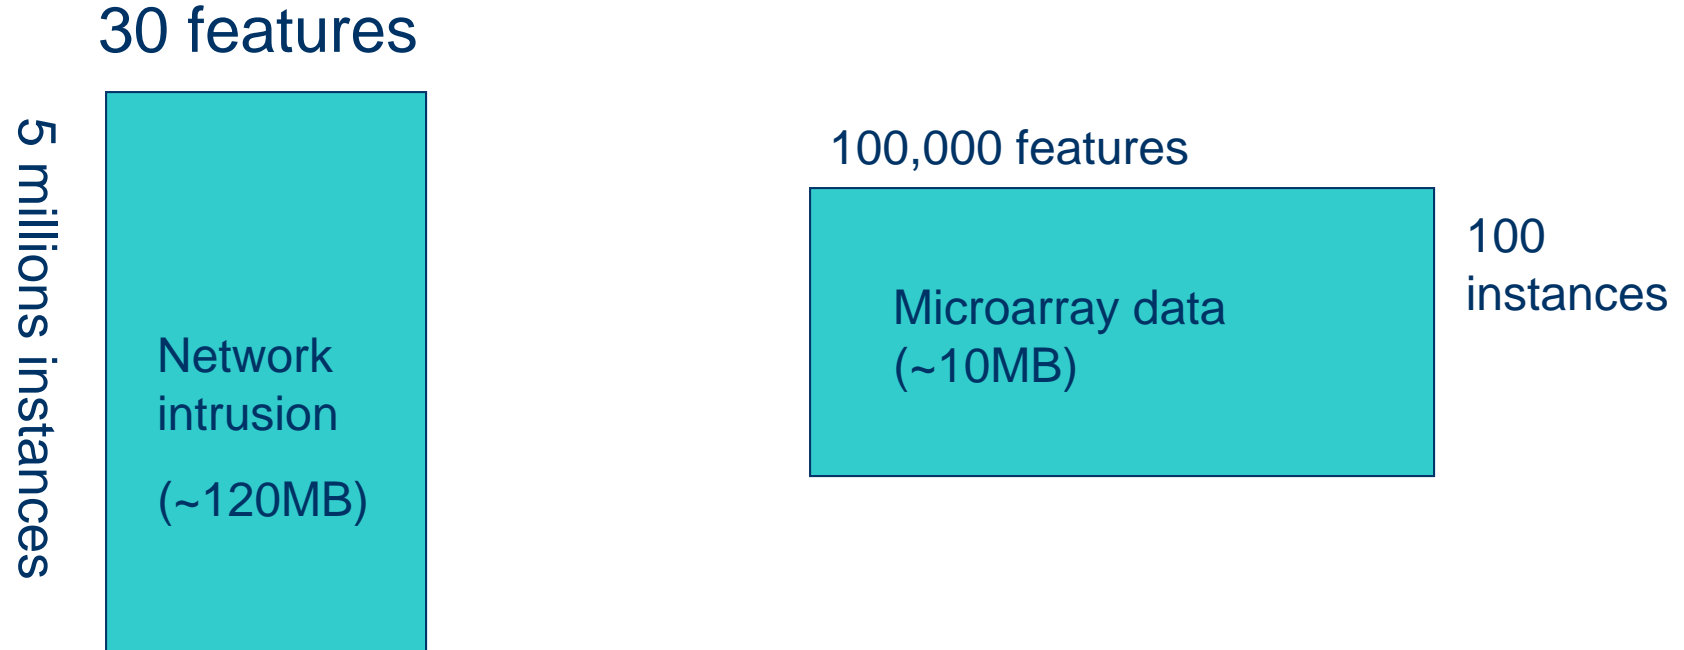 30 features
5 millions instances
Network
intrusion
(~120MB)
100,000 features
Microarray data
(~10MB)
100
instances